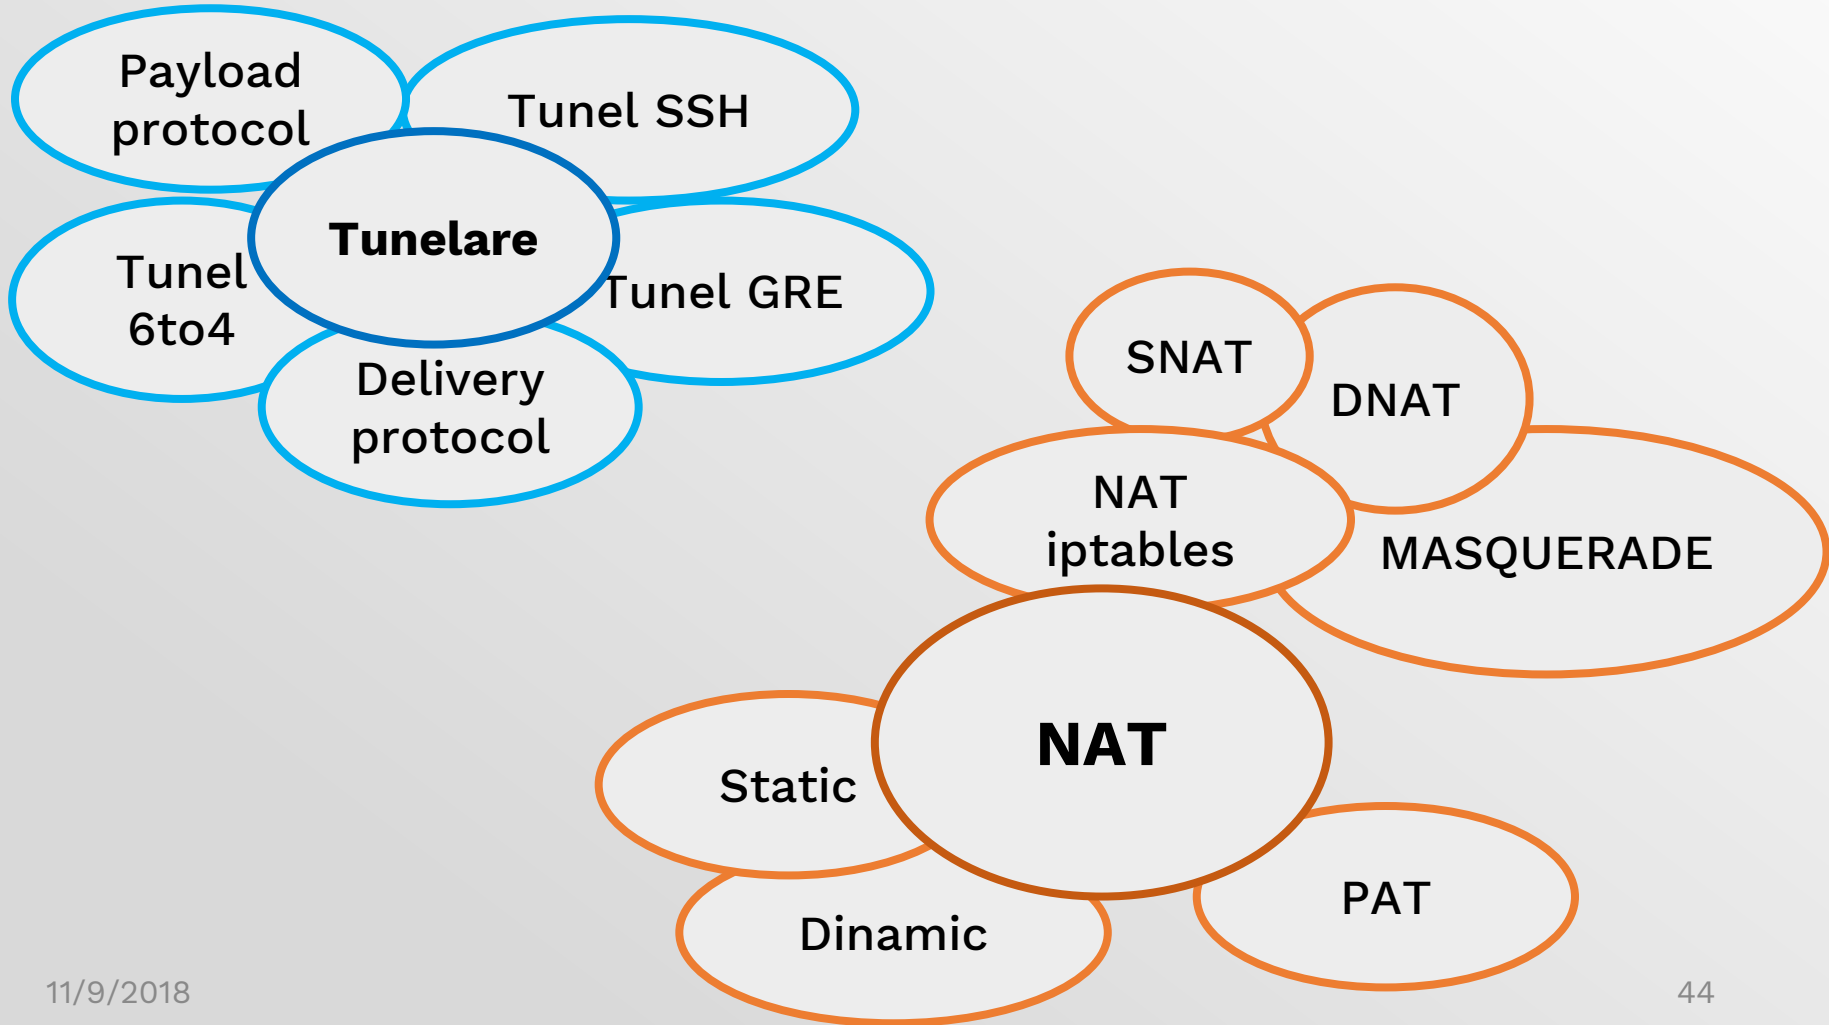 Payload
protocol
Tunel SSH
Tunelare
Tunel
6to4
Tunel GRE
Delivery
protocol
SNAT
DNAT
NAT
iptables
MASQUERADE
NAT
Static
PAT
Dinamic
11/9/2018
44